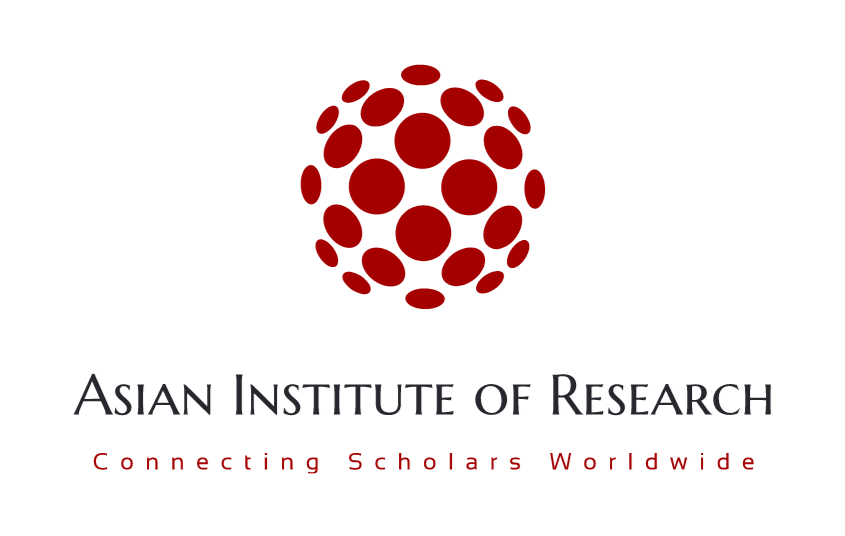 Asian Institute of Research
Connecting Scholars Worldwide